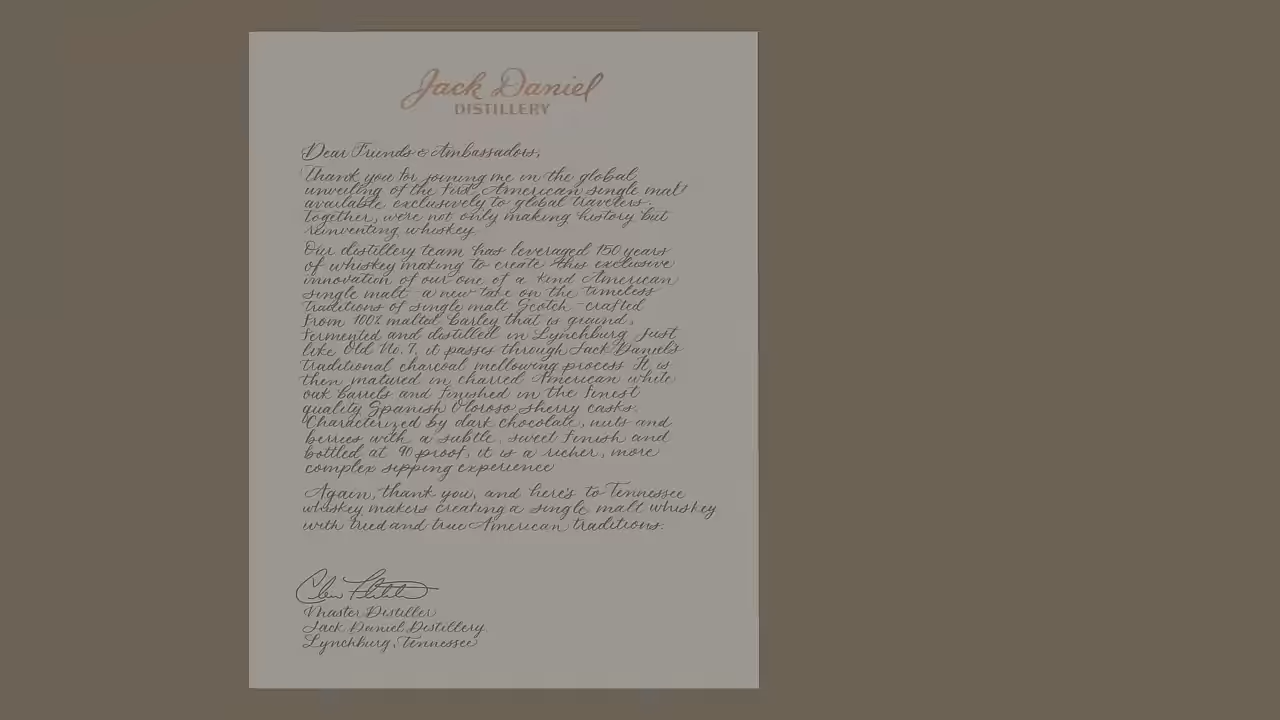 Jack Daniel
DISTILLERY
Dear Friends & Ambassadors,
Thank you for joining me in the global
unveiling of the first American single malt
available exclusively to global travelers.
Together, we're not only making history but
reinventing whiskey.
Our distillery team has leveraged 150 years
of whiskey making to create this exclusive
innovation of our one of a kind American
single malt - a new take on the timeless
traditions of single malt Scotch - crafted
from 100% malted barley that is ground,
fermented and distilled in Lynchburg. Just
like Old No. 7, it passes through Jack Daniel's
traditional charcoal mellowing process. It is
then matured in charred American white
oak barrels and finished in the finest
quality Spanish Oloroso sherry casks.
Characterized by dark chocolate, nuts and
berries with a subtle, sweet finish and
bottled at 90 proof, it is a richer, more
complex sipping experience
Again, thank you, and here's to Tennessee
whiskey makers creating a single malt whiskey
with tried and true American traditions.
Master Distiller
Jack Daniel Distillery
Lynchburg, Tennessee